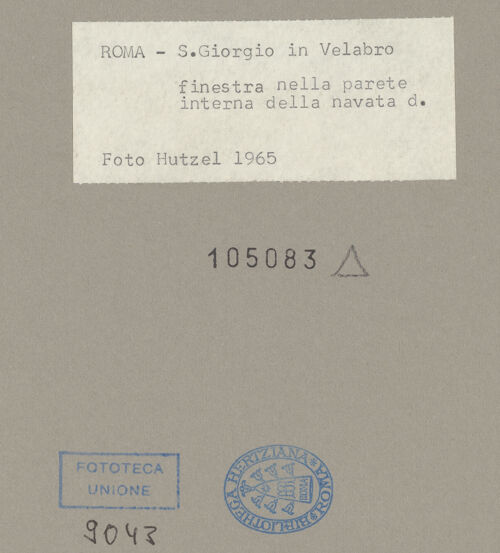 ROMA - S.Giorgio in Velabro
finestra nella parete
interna della navata d.
Foto Hutzel 1965
105083
FOTOTECA
UNIONE
9043
BIBLIOTHECA HERTZIANA ROMA